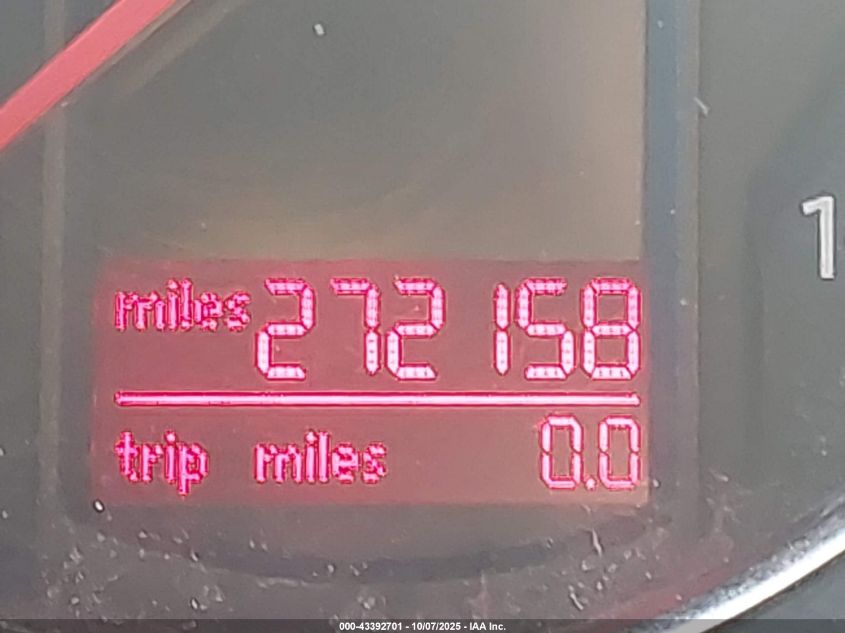 miles 272158
trip miles 0.0
1
000-43392701 - 10/07/2025 - IAA Inc.